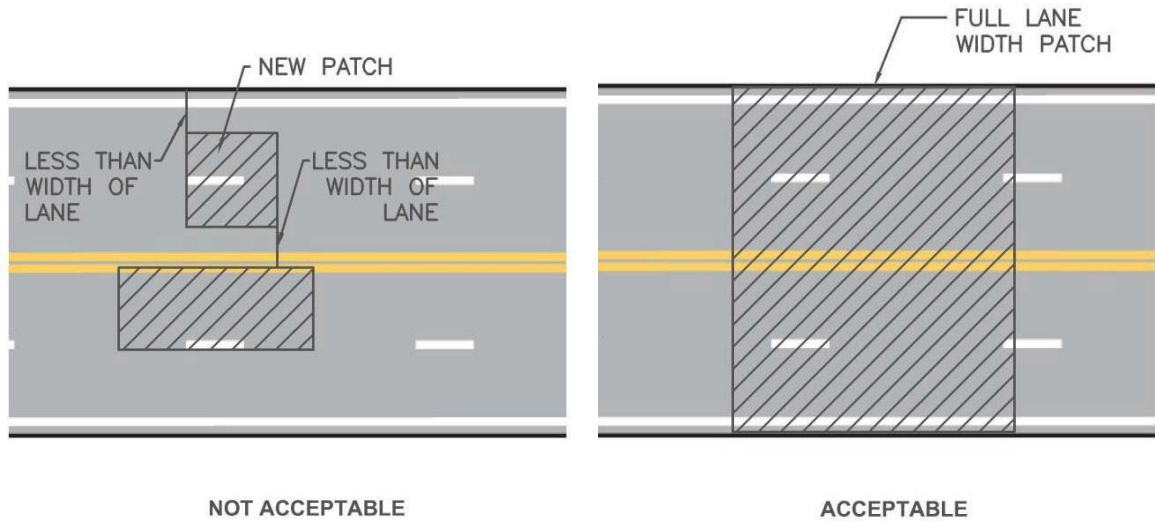 NEW PATCH
LESS THAN
WIDTH OF
LANE
LESS THAN
WIDTH OF
LANE
NOT ACCEPTABLE
FULL LANE
WIDTH PATCH
ACCEPTABLE